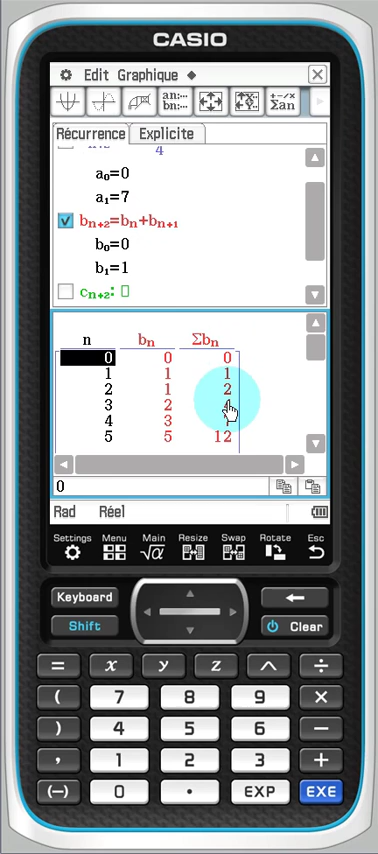 CASIO
Edit Graphique
an:··· bn:··· Y:··· +−×/ Σan
Récurrence Explicite
4
a₀=0
a₁=7
bₙ₊₂=bₙ+bₙ₊₁
b₀=0
b₁=1
cₙ₊₂:
n bₙ Σbₙ
0 0 0
1 1 1
2 1 2
3 2 4
4 3
5 5 12
0
Rad Réel
Settings Menu Main Resize Swap Rotate Esc
√α
Keyboard
Shift Clear
= x y z ^ ÷
( 7 8 9 ×
) 4 5 6 −
, 1 2 3 +
(−) 0 . EXP EXE